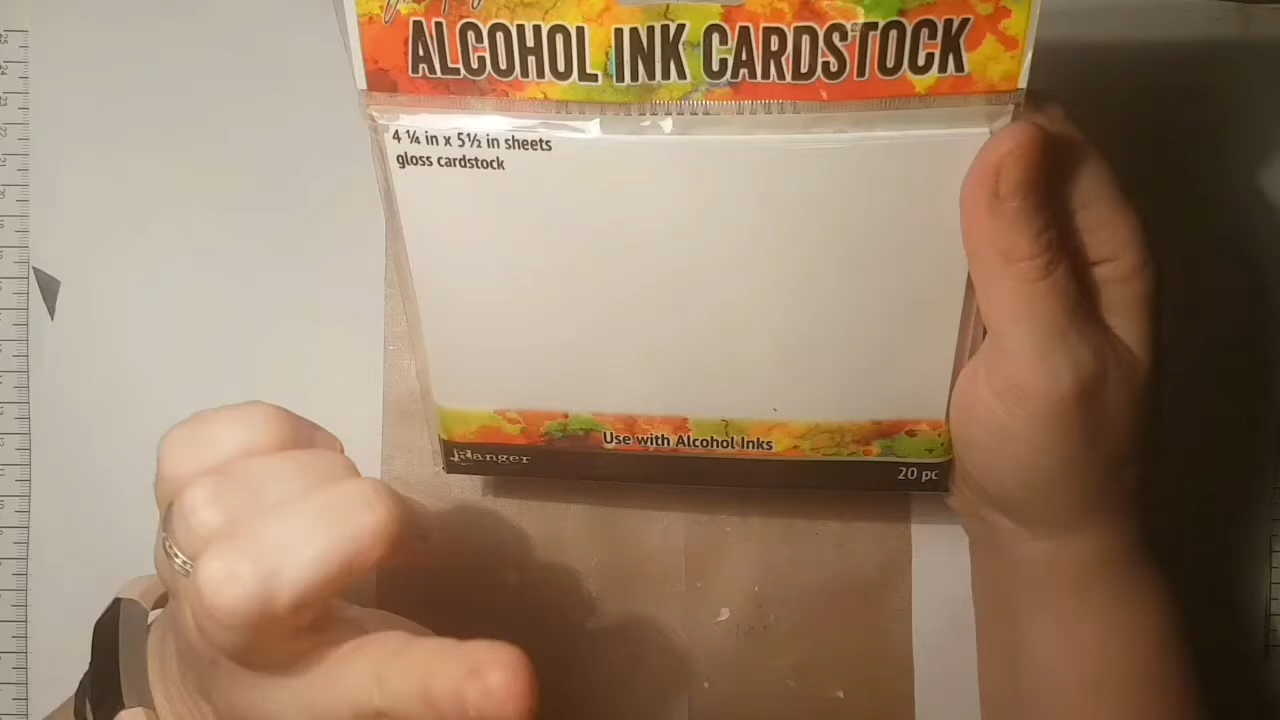 ALCOHOL INK CARDSTOCK
4 ¼ in x 5½ in sheets
gloss cardstock
Use with Alcohol Inks
Ranger
20 pc